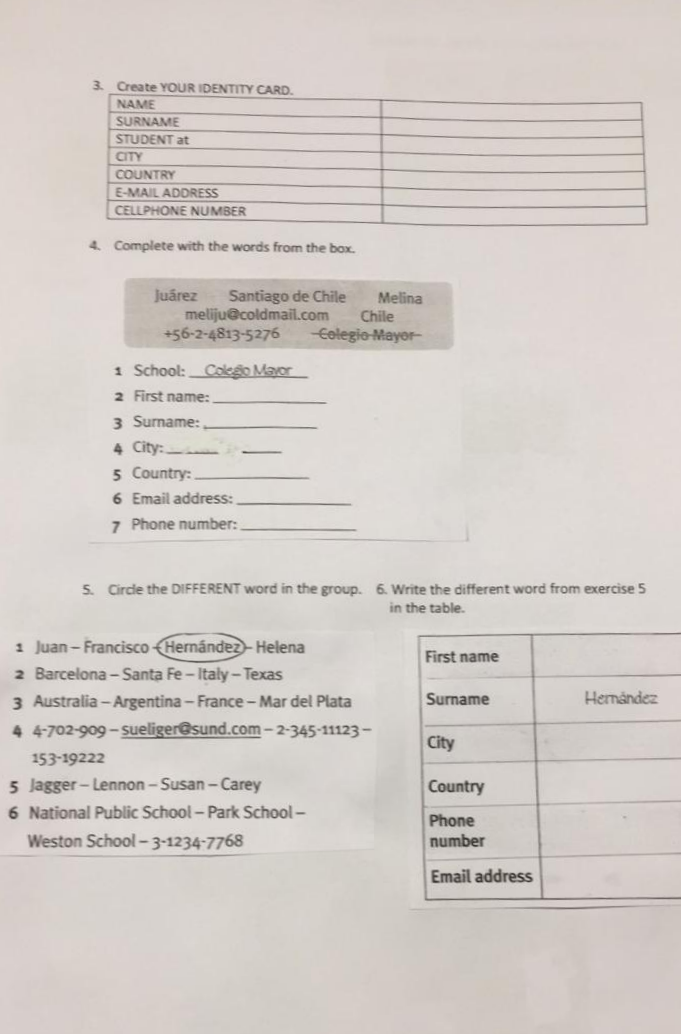 3. Create YOUR IDENTITY CARD.
NAME
SURNAME
STUDENT at
CITY
COUNTRY
E-MAIL ADDRESS
CELLPHONE NUMBER
4. Complete with the words from the box.
Juárez Santiago de Chile Melina
meliju@coldmail.com Chile
+56-2-4813-5276 Colegio Mayor
1 School: Colegio Mayor
2 First name:
3 Surname:
4 City:
5 Country:
6 Email address:
7 Phone number:
5. Circle the DIFFERENT word in the group.
1 Juan – Francisco – Hernández – Helena
2 Barcelona – Santa Fe – Italy – Texas
3 Australia – Argentina – France – Mar del Plata
4 4-702-909 – sueliger@sund.com – 2-345-11123 –
153-19222
5 Jagger – Lennon – Susan – Carey
6 National Public School – Park School –
Weston School – 3-1234-7768
6. Write the different word from exercise 5
in the table.
First name
Surname Hernández
City
Country
Phone
number
Email address